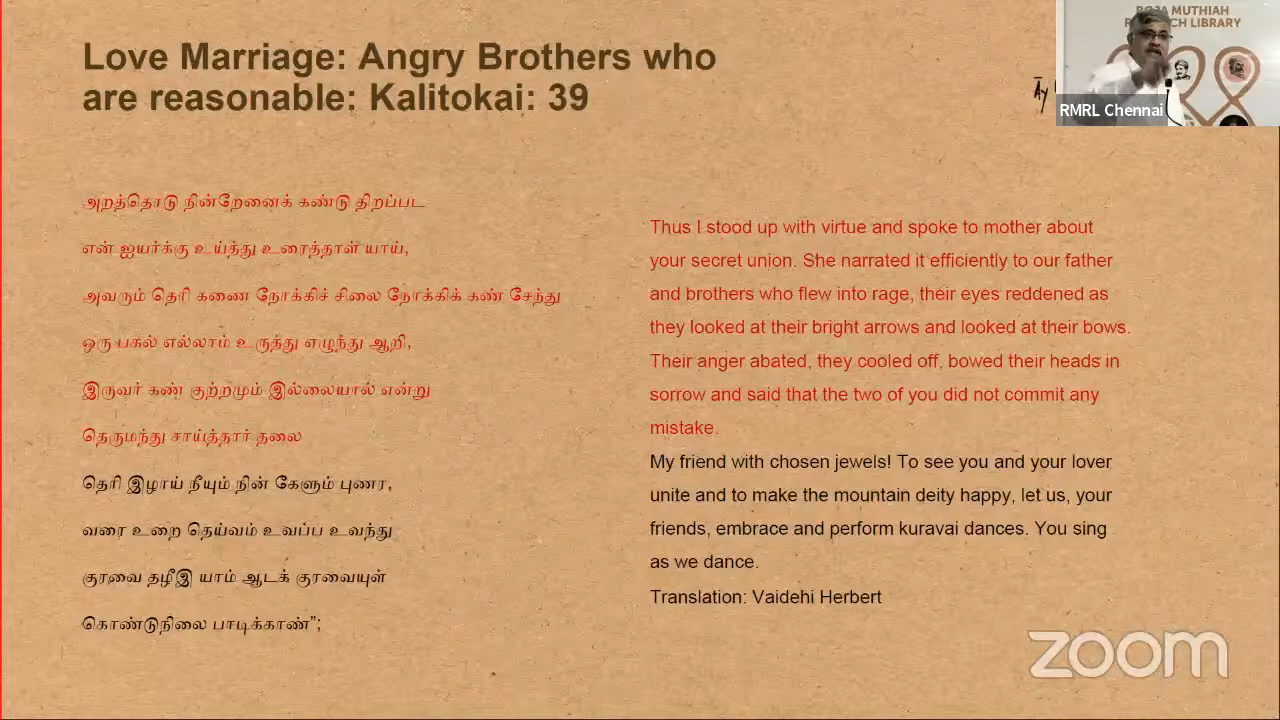 Love Marriage: Angry Brothers who
are reasonable: Kalitokai: 39
ROJA MUTHIAH
LIBRARY
RMRL Chennai
அறத்தொடு நின்றேனைக் கண்டு திறப்பட
என் ஐயர்க்கு உய்த்து உரைத்தாள் யாய்,
அவரும் தெரி கணை நோக்கிச் சிலை நோக்கிக் கண் சேந்து
ஒரு பகல் எல்லாம் உருத்து எழுந்து ஆறி,
இருவர் கண் குற்றமும் இல்லையால் என்று
தெருமந்து சாய்த்தார் தலை
தெரி இழாய் நீயும் நின் கேளும் புணர,
வரை உறை தெய்வம் உவப்ப உவந்து
குரவை தழீஇ யாம் ஆடக் குரவையுள்
கொண்டுநிலை பாடிக்காண்”;
Thus I stood up with virtue and spoke to mother about
your secret union. She narrated it efficiently to our father
and brothers who flew into rage, their eyes reddened as
they looked at their bright arrows and looked at their bows.
Their anger abated, they cooled off, bowed their heads in
sorrow and said that the two of you did not commit any
mistake.
My friend with chosen jewels! To see you and your lover
unite and to make the mountain deity happy, let us, your
friends, embrace and perform kuravai dances. You sing
as we dance.
Translation: Vaidehi Herbert
zoom